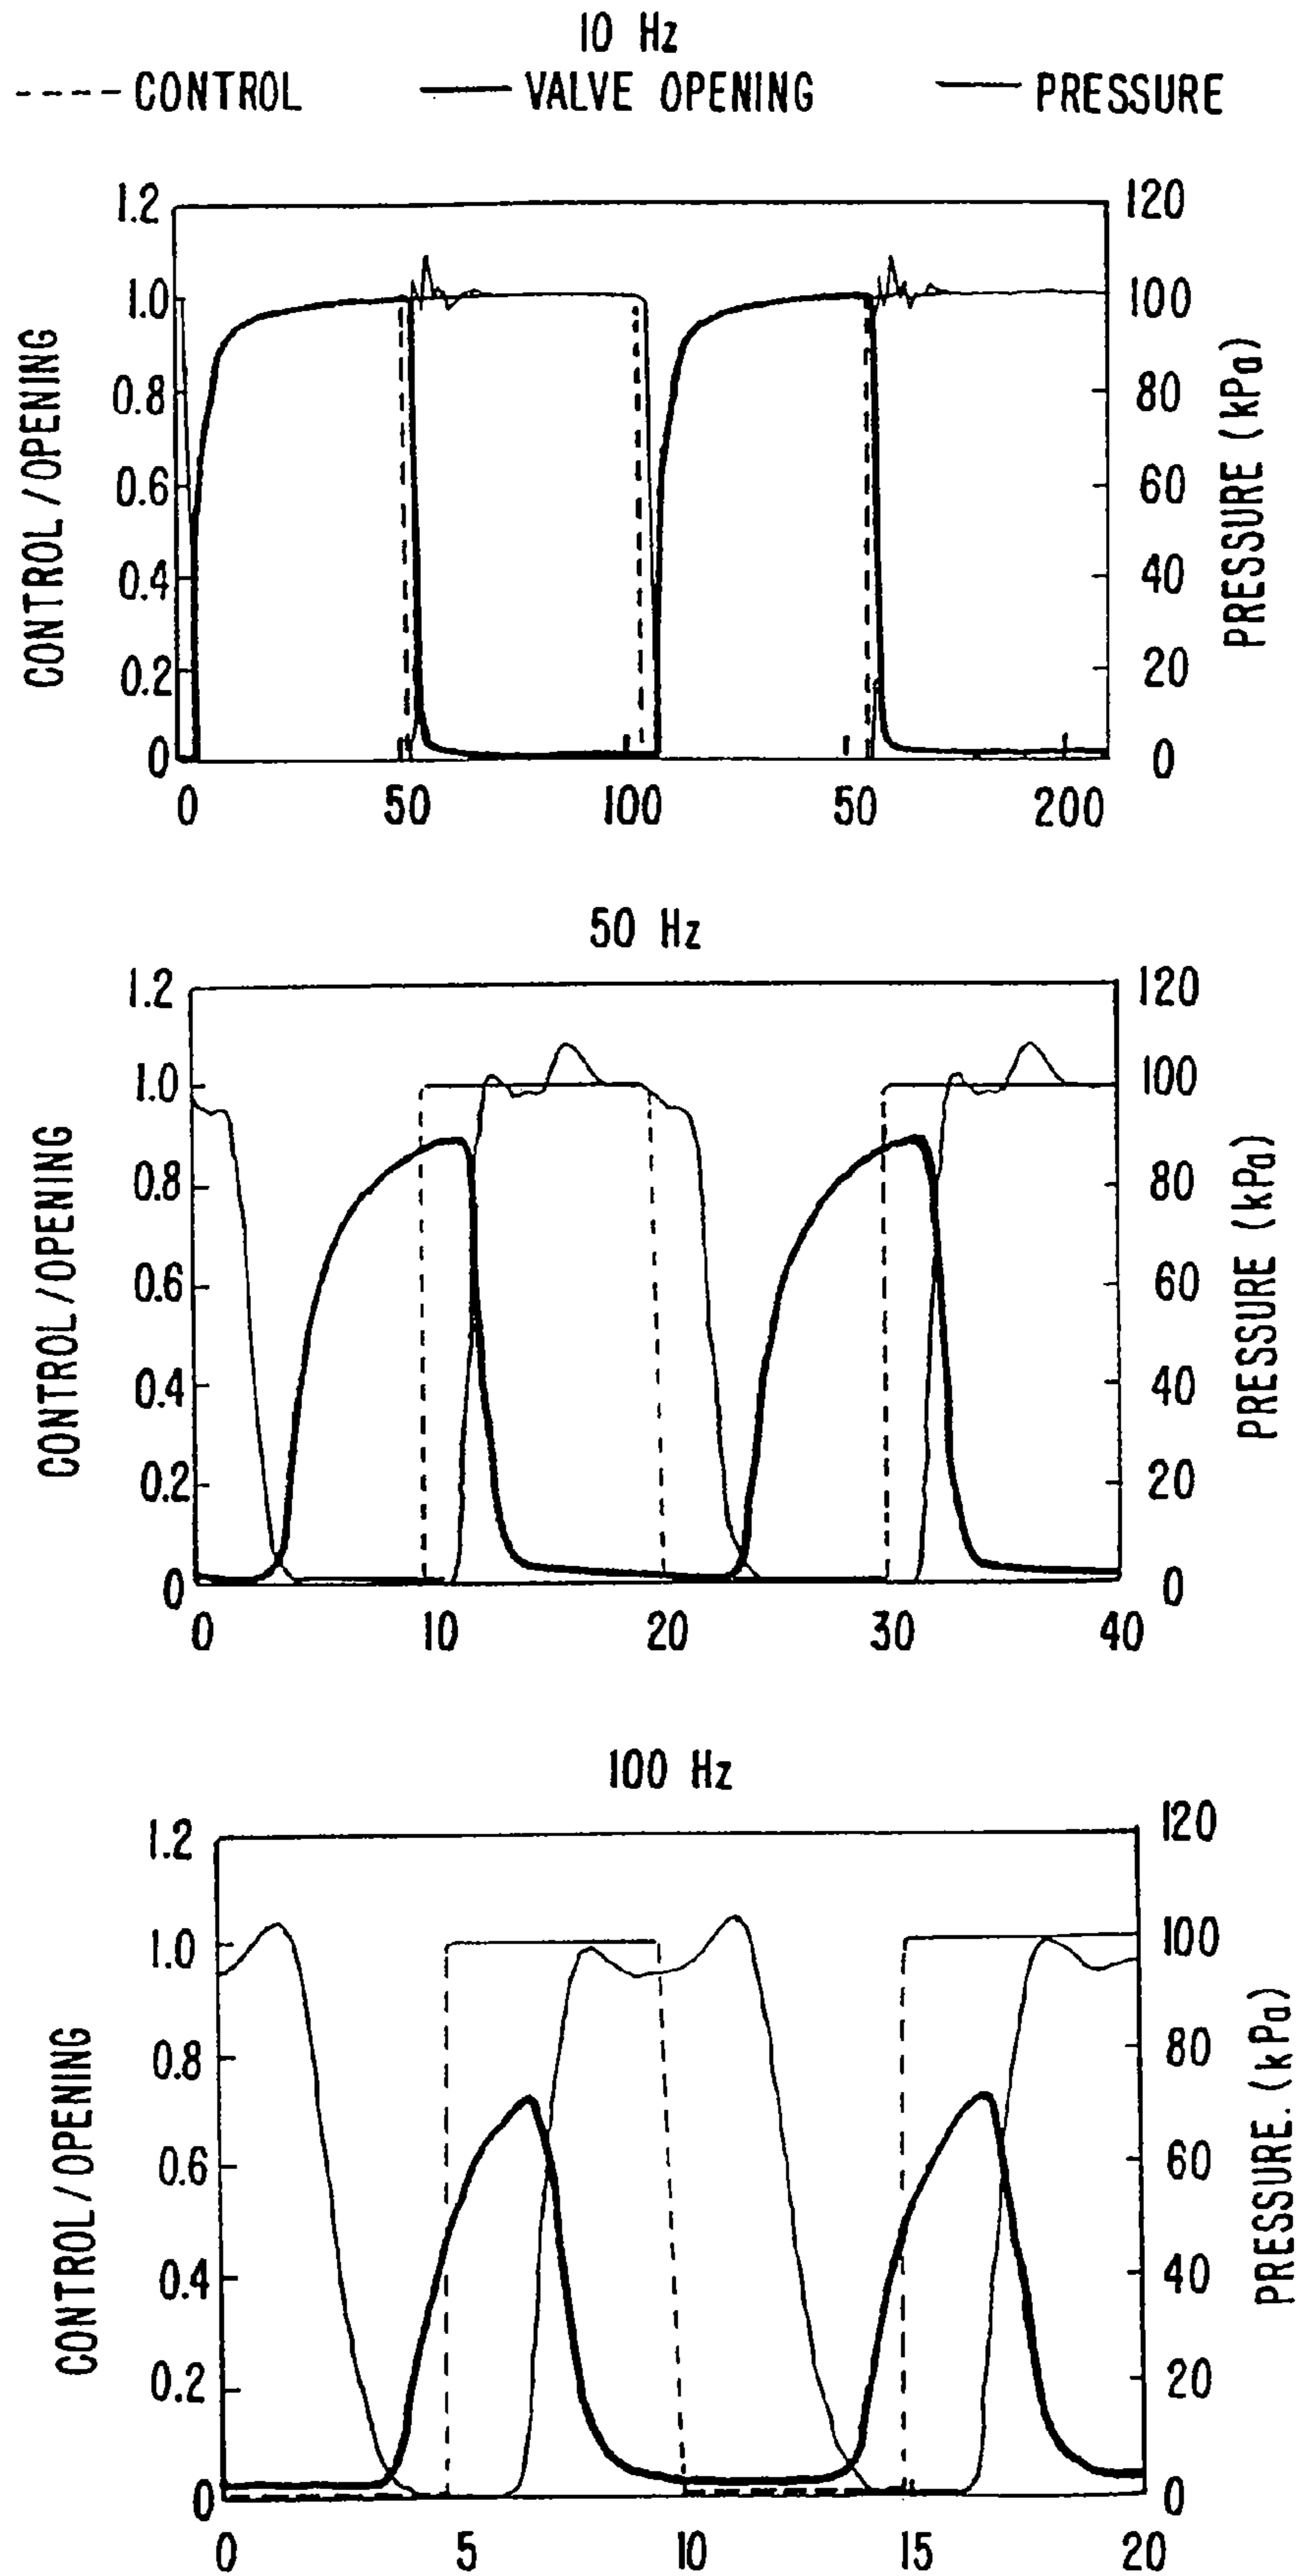 10 Hz
CONTROL VALVE OPENING PRESSURE
1.2 120
1.0 100
0.8 80
0.6 60
0.4 40
0.2 20
0 0
CONTROL/OPENING
PRESSURE (kPa)
0 50 100 50 200
50 Hz
1.2 120
1.0 100
0.8 80
0.6 60
0.4 40
0.2 20
0 0
CONTROL/OPENING
PRESSURE (kPa)
0 10 20 30 40
100 Hz
1.2 120
1.0 100
0.8 80
0.6 60
0.4 40
0.2 20
0 0
CONTROL/OPENING
PRESSURE. (kPa)
0 5 10 15 20